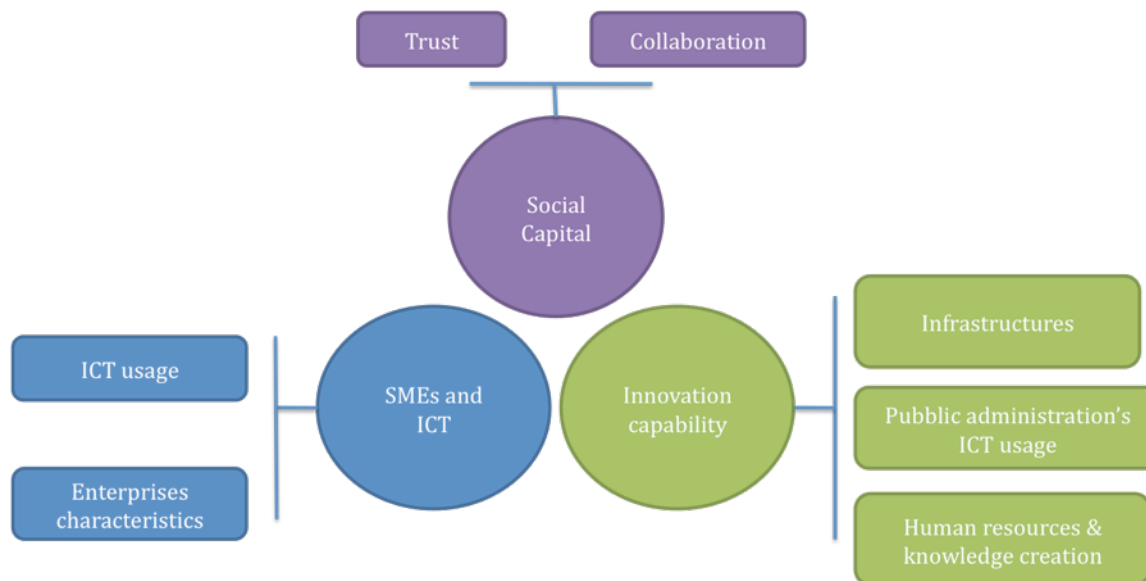 Trust
Collaboration
Social
Capital
Infrastructures
ICT usage
SMEs and
ICT
Innovation
capability
Pubblic administration's
ICT usage
Enterprises
characteristics
Human resources &
knowledge creation